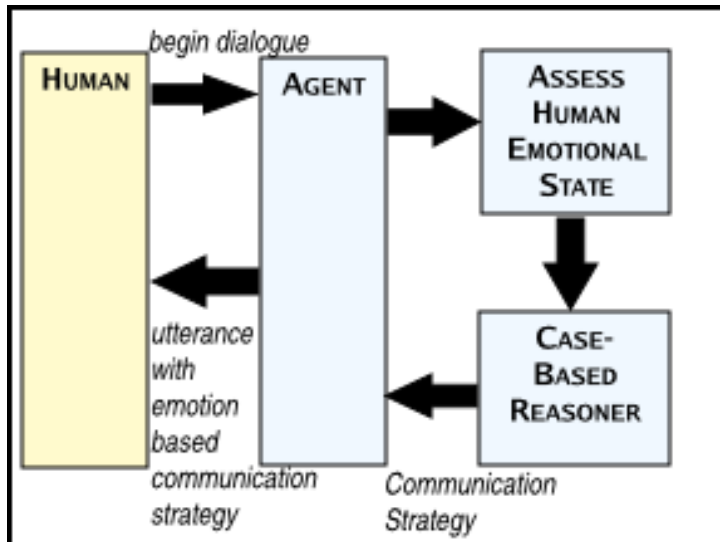 begin dialogue
HUMAN
AGENT
ASSESS
HUMAN
EMOTIONAL
STATE
utterance
with
emotion
based
communication
strategy
CASE-
BASED
REASONER
Communication
Strategy